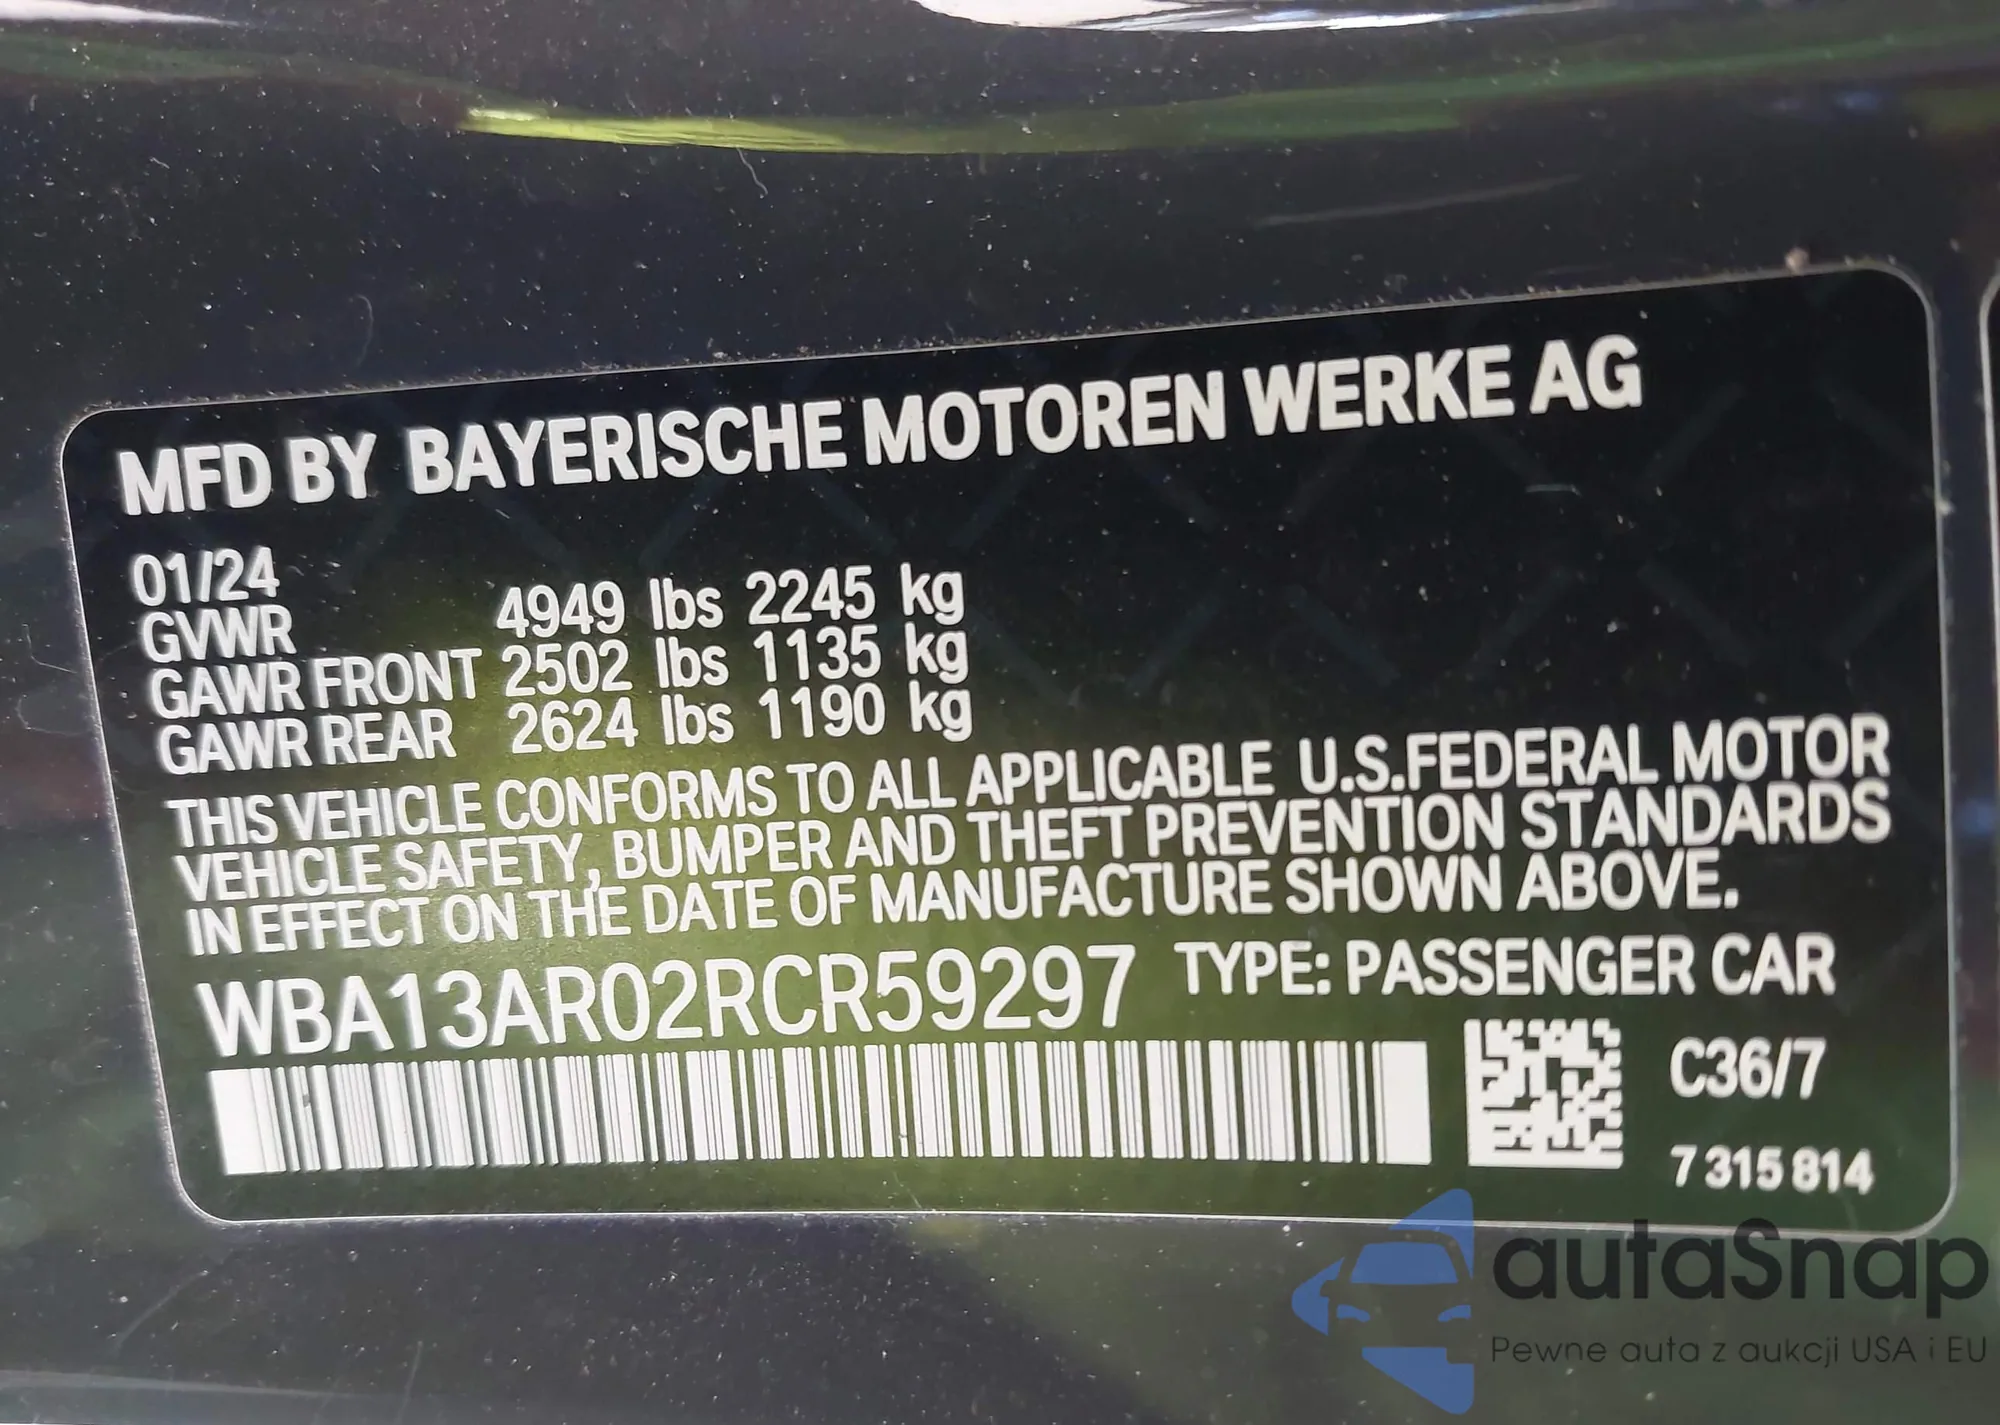 MFD BY BAYERISCHE MOTOREN WERKE AG
01/24
GVWR 4949 lbs 2245 kg
GAWR FRONT 2502 lbs 1135 kg
GAWR REAR 2624 lbs 1190 kg
THIS VEHICLE CONFORMS TO ALL APPLICABLE U.S.FEDERAL MOTOR
VEHICLE SAFETY, BUMPER AND THEFT PREVENTION STANDARDS
IN EFFECT ON THE DATE OF MANUFACTURE SHOWN ABOVE.
WBA13AR02RCR59297 TYPE: PASSENGER CAR
C36/7
7 315 814
autaSnap
Pewne auta z aukcji USA i EU